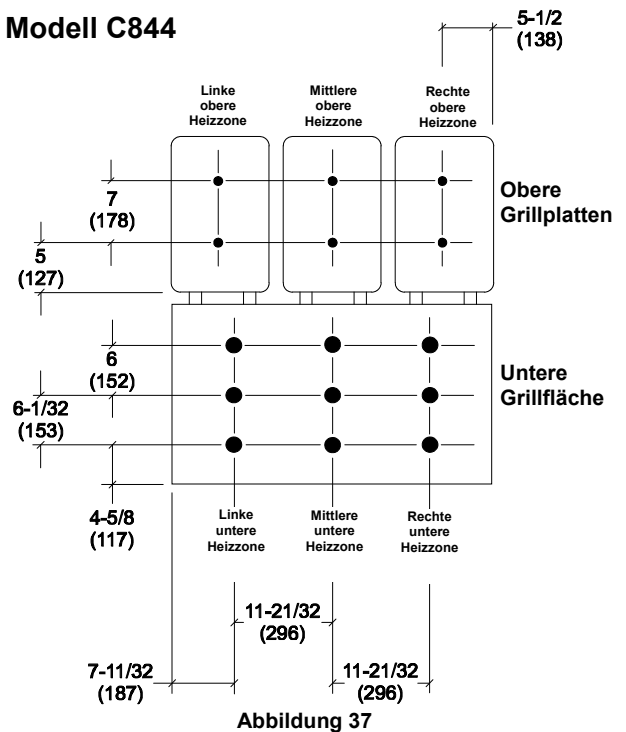 Modell C844
5-1/2
(138)
Linke
obere
Heizzone
Mittlere
obere
Heizzone
Rechte
obere
Heizzone
7
(178)
Obere
Grillplatten
5
(127)
6
(152)
Untere
Grillfläche
6-1/32
(153)
4-5/8
(117)
Linke
untere
Heizzone
Mittlere
untere
Heizzone
Rechte
untere
Heizzone
11-21/32
(296)
7-11/32
(187)
11-21/32
(296)
Abbildung 37